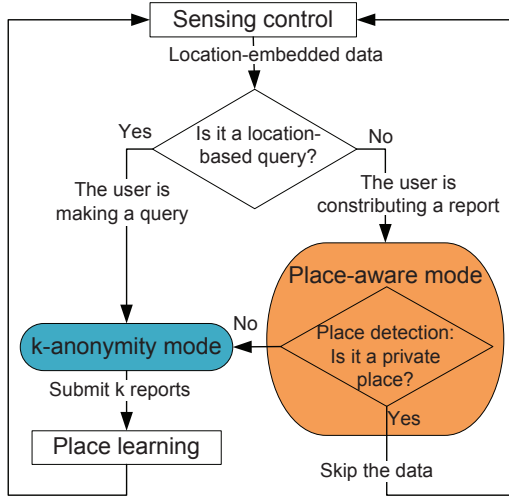 Sensing control
Location-embedded data
Yes
Is it a location-
based query?
No
The user is
making a query
The user is
constributing a report
Place-aware mode
No
Place detection:
Is it a private
place?
k-anonymity mode
Submit k reports
Yes
Place learning
Skip the data